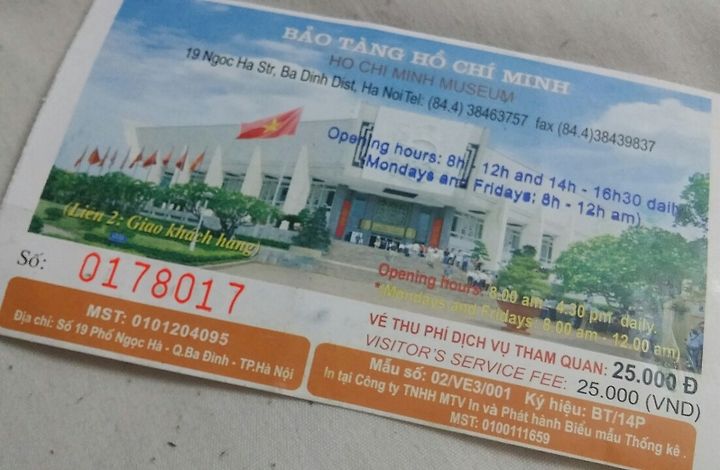 BẢO TÀNG HỒ CHÍ MINH
HO CHI MINH MUSEUM
19 Ngoc Ha Str, Ba Dinh Dist, Ha NoiTel: (84.4) 38463757 fax (84.4)38439837
Opening hours: 8h - 12h and 14h - 16h30 daily
*Mondays and Fridays: 8h - 12h am)
(Lien 2: Giao khách hàng)
Số: 0178017
Opening hours: 8.00 am - 4.30 pm daily.
*Mondays and Fridays: 8.00 am - 12.00 am)
VÉ THU PHÍ DỊCH VỤ THAM QUAN: 25.000 Đ
VISITOR'S SERVICE FEE: 25.000 (VND)
MST: 0101204095
Địa chỉ: Số 19 Phố Ngọc Hà - Q.Ba Đình - TP.Hà Nội
Mẫu số: 02/VE3/001 Ký hiệu: BT/14P
In tại Công ty TNHH MTV In và Phát hành Biểu mẫu Thống kê .
MST: 0100111659